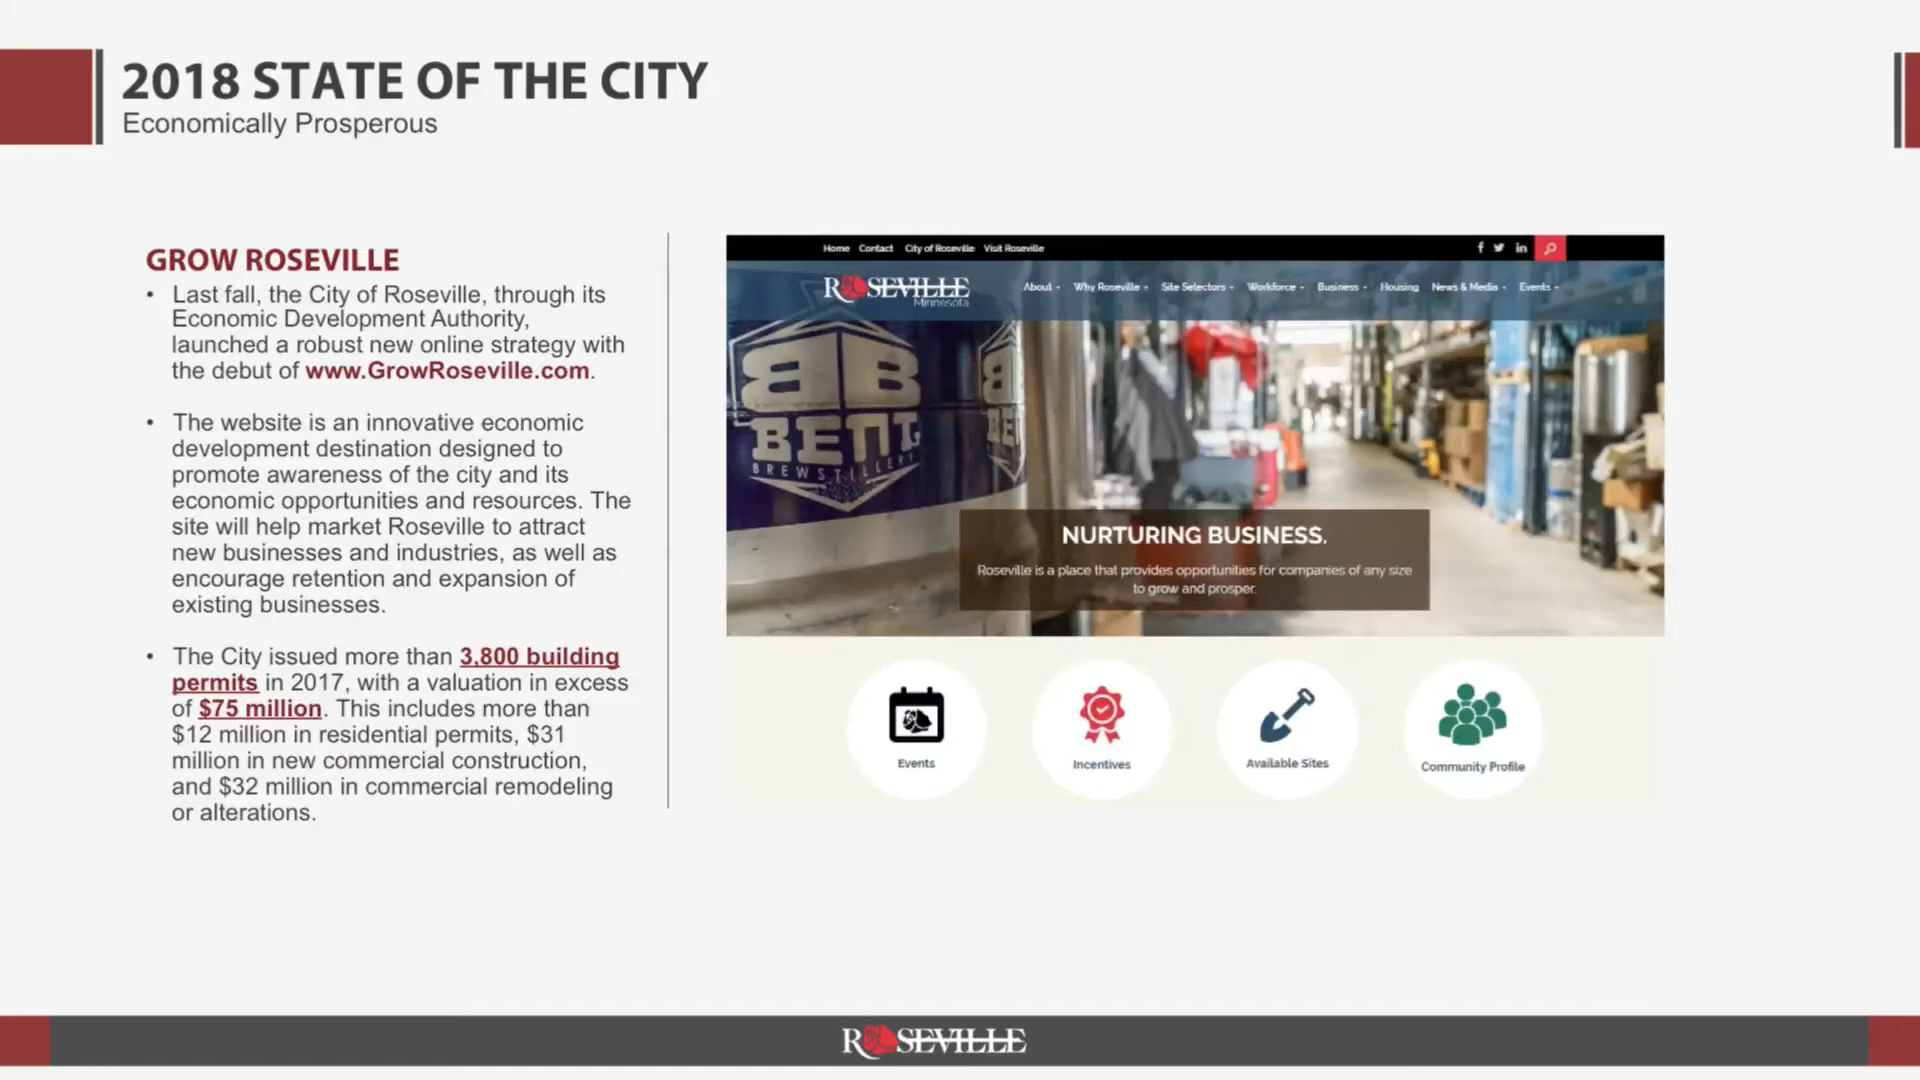 2018 STATE OF THE CITY
Economically Prosperous
GROW ROSEVILLE
• Last fall, the City of Roseville, through its
Economic Development Authority,
launched a robust new online strategy with
the debut of www.GrowRoseville.com.
• The website is an innovative economic
development destination designed to
promote awareness of the city and its
economic opportunities and resources. The
site will help market Roseville to attract
new businesses and industries, as well as
encourage retention and expansion of
existing businesses.
• The City issued more than 3,800 building
permits in 2017, with a valuation in excess
of $75 million. This includes more than
$12 million in residential permits, $31
million in new commercial construction,
and $32 million in commercial remodeling
or alterations.
Home Contact City of Roseville Visit Roseville
ROSEVILLE
Minnesota
About Why Roseville Site Selectors Workforce Business Housing News & Media Events
BB
BENT
BREWSTILLERY
B
BE
NURTURING BUSINESS.
Roseville is a place that provides opportunities for companies of any size
to grow and prosper.
Events Incentives Available Sites Community Profile
ROSEVILLE